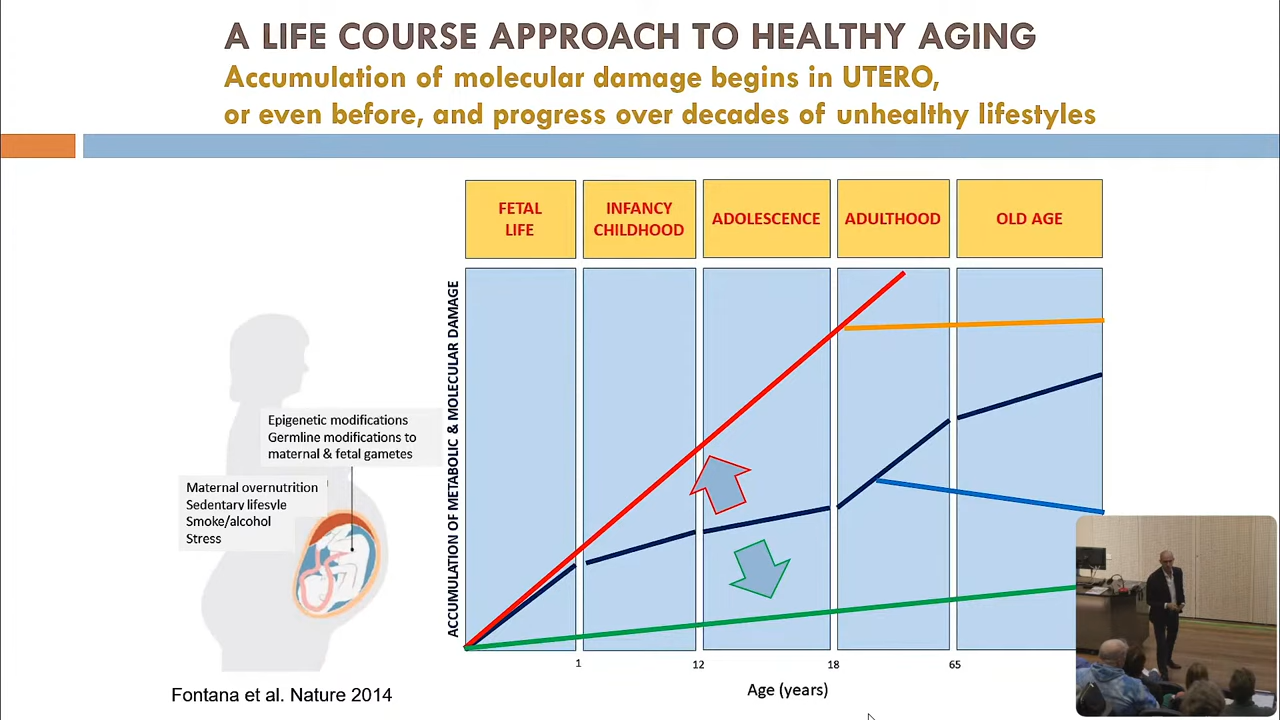 A LIFE COURSE APPROACH TO HEALTHY AGING
Accumulation of molecular damage begins in UTERO,
or even before, and progress over decades of unhealthy lifestyles
FETAL
LIFE
INFANCY
CHILDHOOD
ADOLESCENCE
ADULTHOOD
OLD AGE
ACCUMULATION OF METABOLIC & MOLECULAR DAMAGE
Epigenetic modifications
Germline modifications to
maternal & fetal gametes
Maternal overnutrition
Sedentary lifesyle
Smoke/alcohol
Stress
1
12
18
65
Age (years)
Fontana et al. Nature 2014